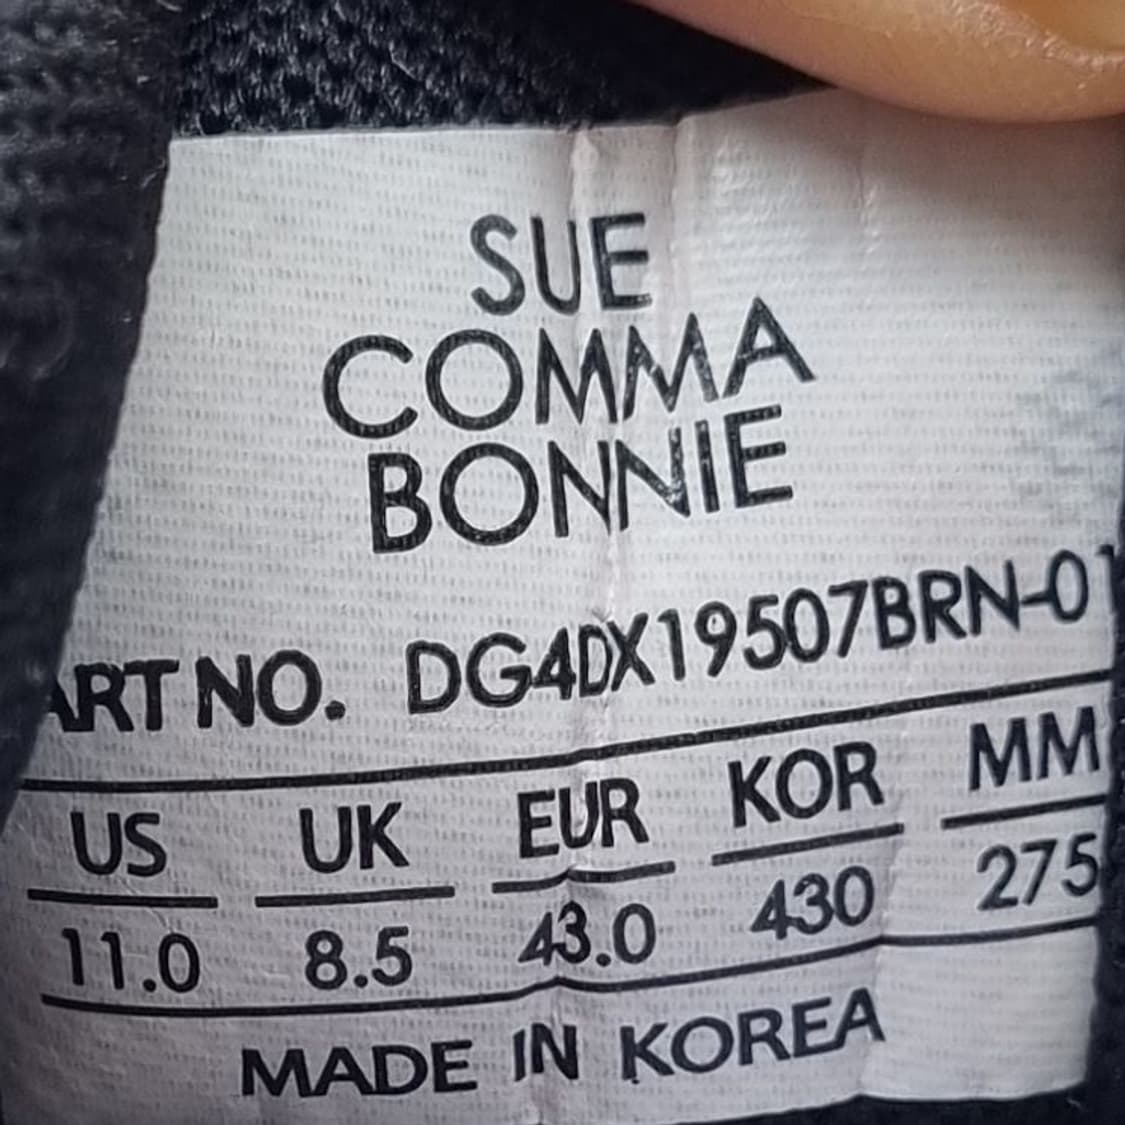 SUE
COMMA
BONNIE
ART NO. DG4DX19507BRN-01
US UK EUR KOR MM
11.0 8.5 43.0 430 275
MADE IN KOREA